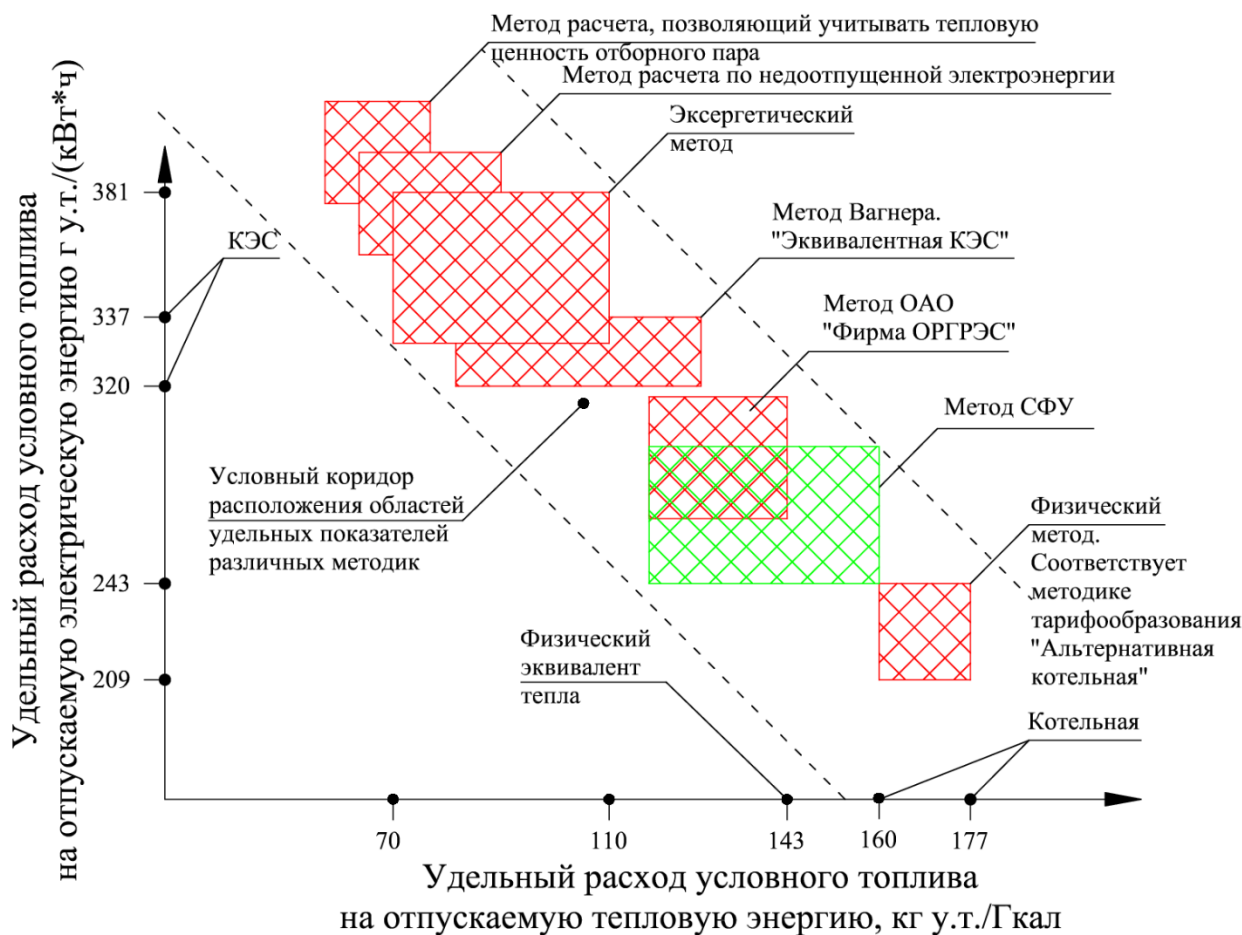 Метод расчета, позволяющий учитывать тепловую
ценность отборного пара
Метод расчета по недоотпущенной электроэнергии
Эксергетический
метод
Удельный расход условного топлива
на отпускаемую электрическую энергию г у.т./(кВт*ч)
381
КЭС
337
320
243
209
Метод Вагнера.
"Эквивалентная КЭС"
Метод ОАО
"Фирма ОРГРЭС"
Метод СФУ
Условный коридор
расположения областей
удельных показателей
различных методик
Физический
метод.
Соответствует
методике
тарифообразования
"Альтернативная
котельная"
Физический
эквивалент
тепла
Котельная
70
110
143
160
177
Удельный расход условного топлива
на отпускаемую тепловую энергию, кг у.т./Гкал